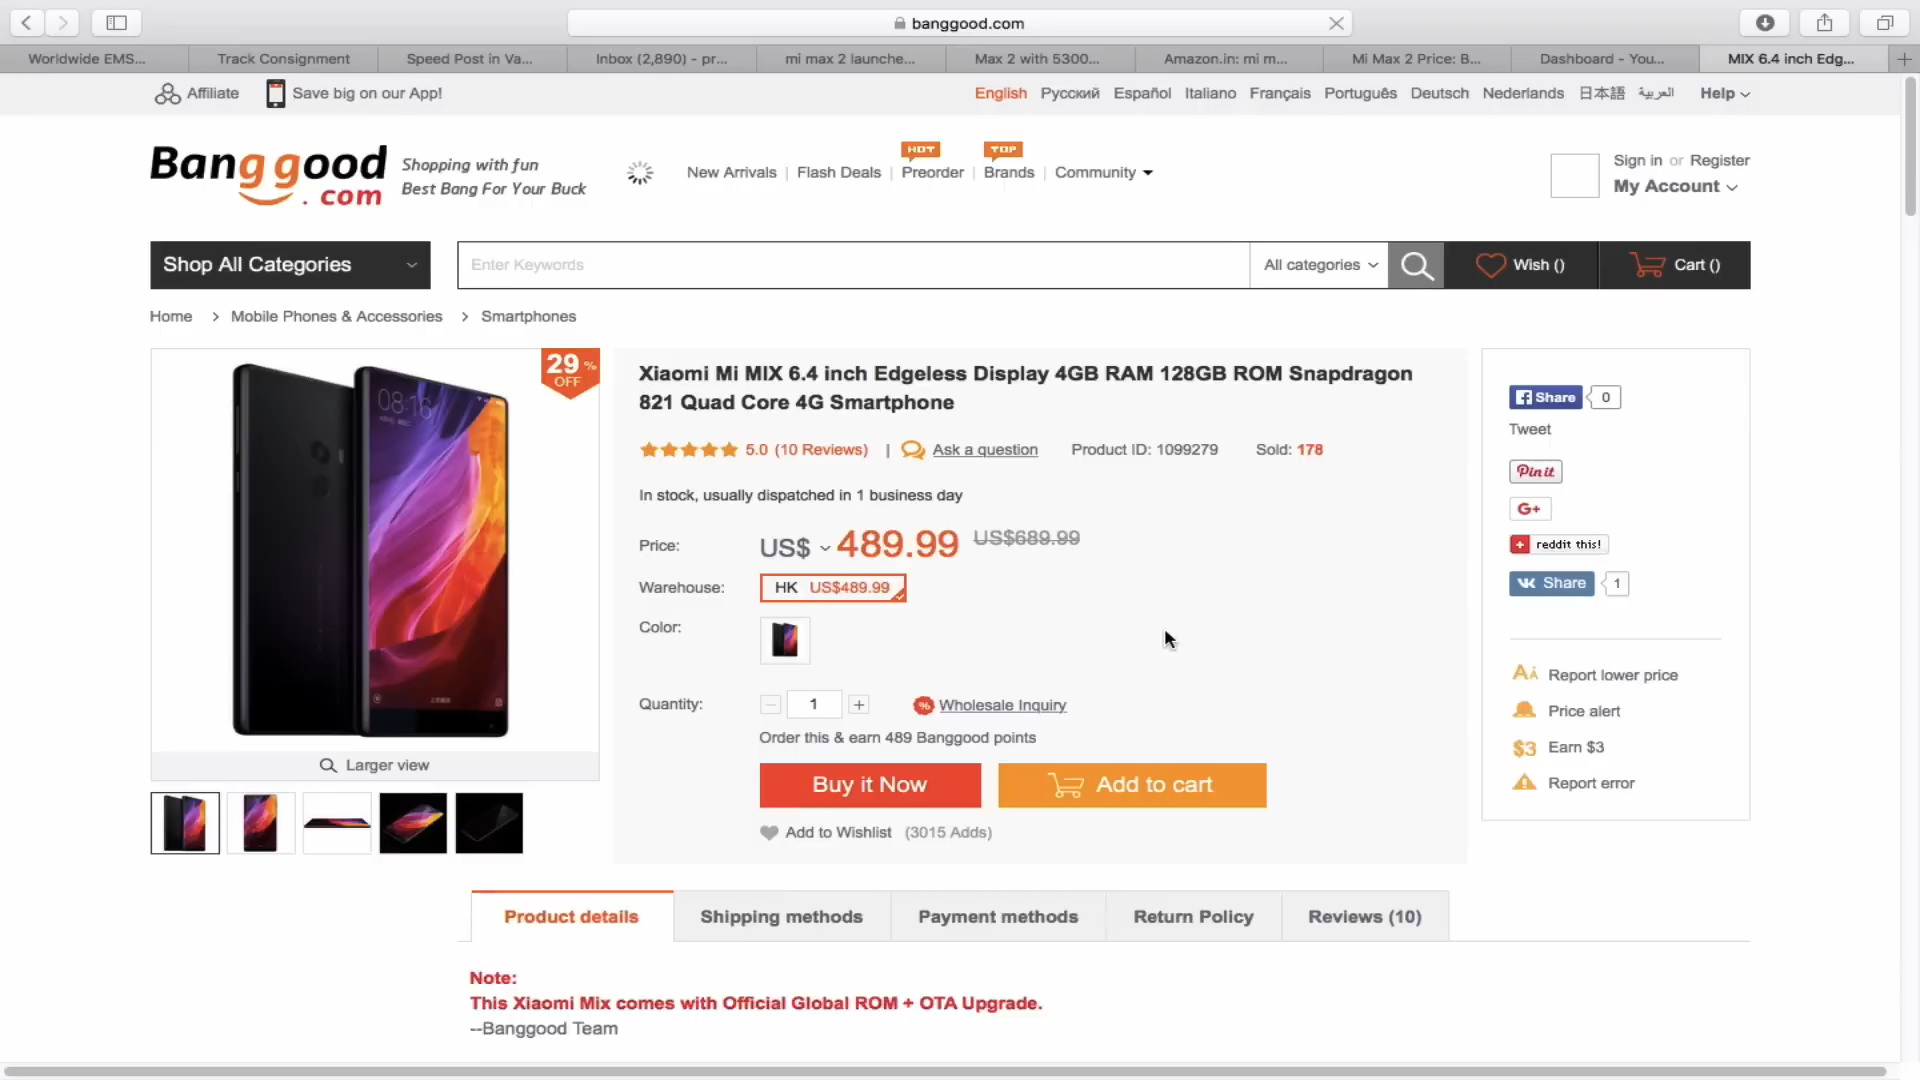 banggood.com
Worldwide EMS...
Track Consignment
Speed Post in Va...
Inbox (2,890) - pr...
mi max 2 launche...
Max 2 with 5300...
Amazon.in: mi m...
Mi Max 2 Price: B...
Dashboard - You...
MIX 6.4 inch Edg...
Affiliate
Save big on our App!
English Русский Español Italiano Français Português Deutsch Nederlands 日本語 العربية Help
Banggood
.com
Shopping with fun
Best Bang For Your Buck
HOT
TOP
New Arrivals | Flash Deals | Preorder | Brands | Community
Sign in or Register
My Account
Shop All Categories
Enter Keywords
All categories
Wish ()
Cart ()
Home > Mobile Phones & Accessories > Smartphones
29 %
OFF
08:16
Larger view
Xiaomi Mi MIX 6.4 inch Edgeless Display 4GB RAM 128GB ROM Snapdragon
821 Quad Core 4G Smartphone
5.0 (10 Reviews) | Ask a question Product ID: 1099279 Sold: 178
In stock, usually dispatched in 1 business day
Price: US$ 489.99 US$689.99
Warehouse: HK US$489.99
Color:
Quantity: − 1 + % Wholesale Inquiry
Order this & earn 489 Banggood points
Buy it Now
Add to cart
Add to Wishlist (3015 Adds)
Share 0
Tweet
Pin it
G+
reddit this!
Share 1
Report lower price
Price alert
$3 Earn $3
Report error
Product details
Shipping methods
Payment methods
Return Policy
Reviews (10)
Note:
This Xiaomi Mix comes with Official Global ROM + OTA Upgrade.
--Banggood Team